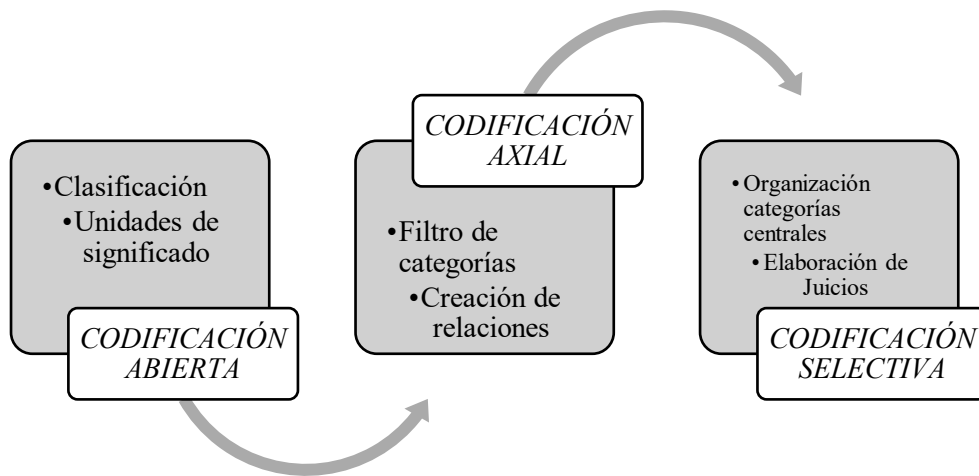 •Clasificación
•Unidades de
significado
CODIFICACIÓN
ABIERTA
CODIFICACIÓN
AXIAL
•Filtro de
categorías
•Creación de
relaciones
•Organización
categorías
centrales
•Elaboración de
Juicios
CODIFICACIÓN
SELECTIVA